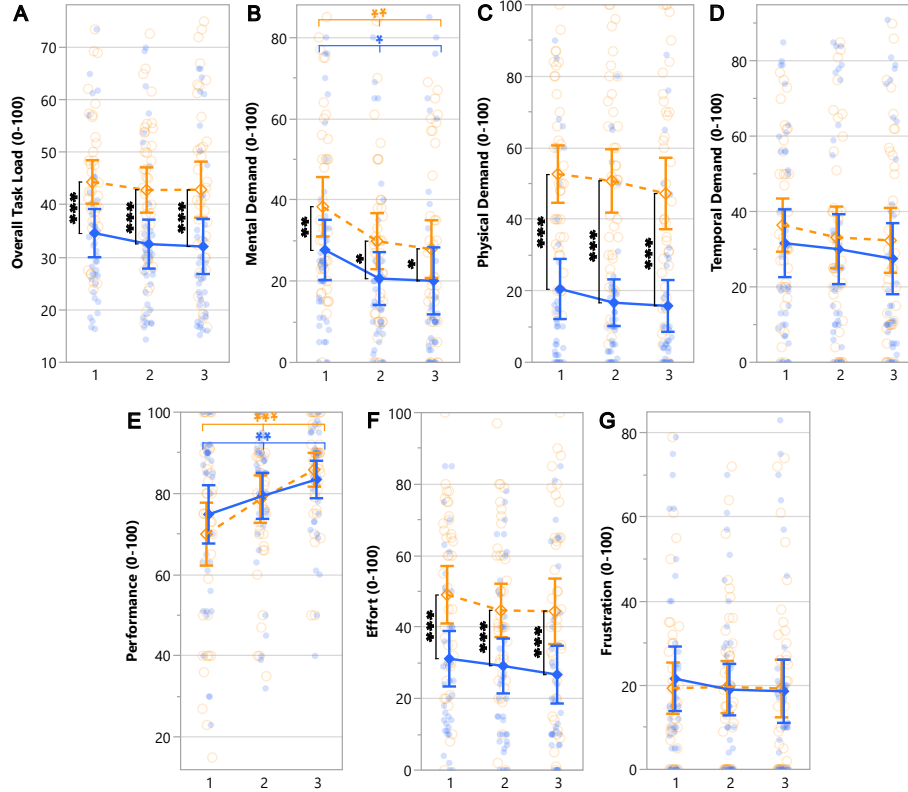 A
Overall Task Load (0-100)
70
60
50
40
30
20
10
***
***
***
1 2 3
B
Mental Demand (0-100)
80
60
40
20
0
**
*
**
*
*
1 2 3
C
Physical Demand (0-100)
100
80
60
40
20
0
***
***
***
1 2 3
D
Temporal Demand (0-100)
80
60
40
20
0
1 2 3
E
Performance (0-100)
100
80
60
40
20
***
**
1 2 3
F
Effort (0-100)
100
80
60
40
20
0
***
***
***
1 2 3
G
Frustration (0-100)
80
60
40
20
0
1 2 3